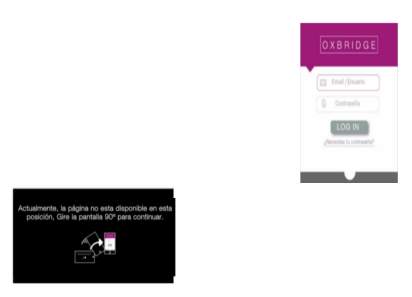 OXBRIDGE
Email / Usuario
Contraseña
LOG IN
¿Necesitas tu contraseña?
Actualmente, la página no esta disponible en esta
posición, Gire la pantalla 90º para continuar.